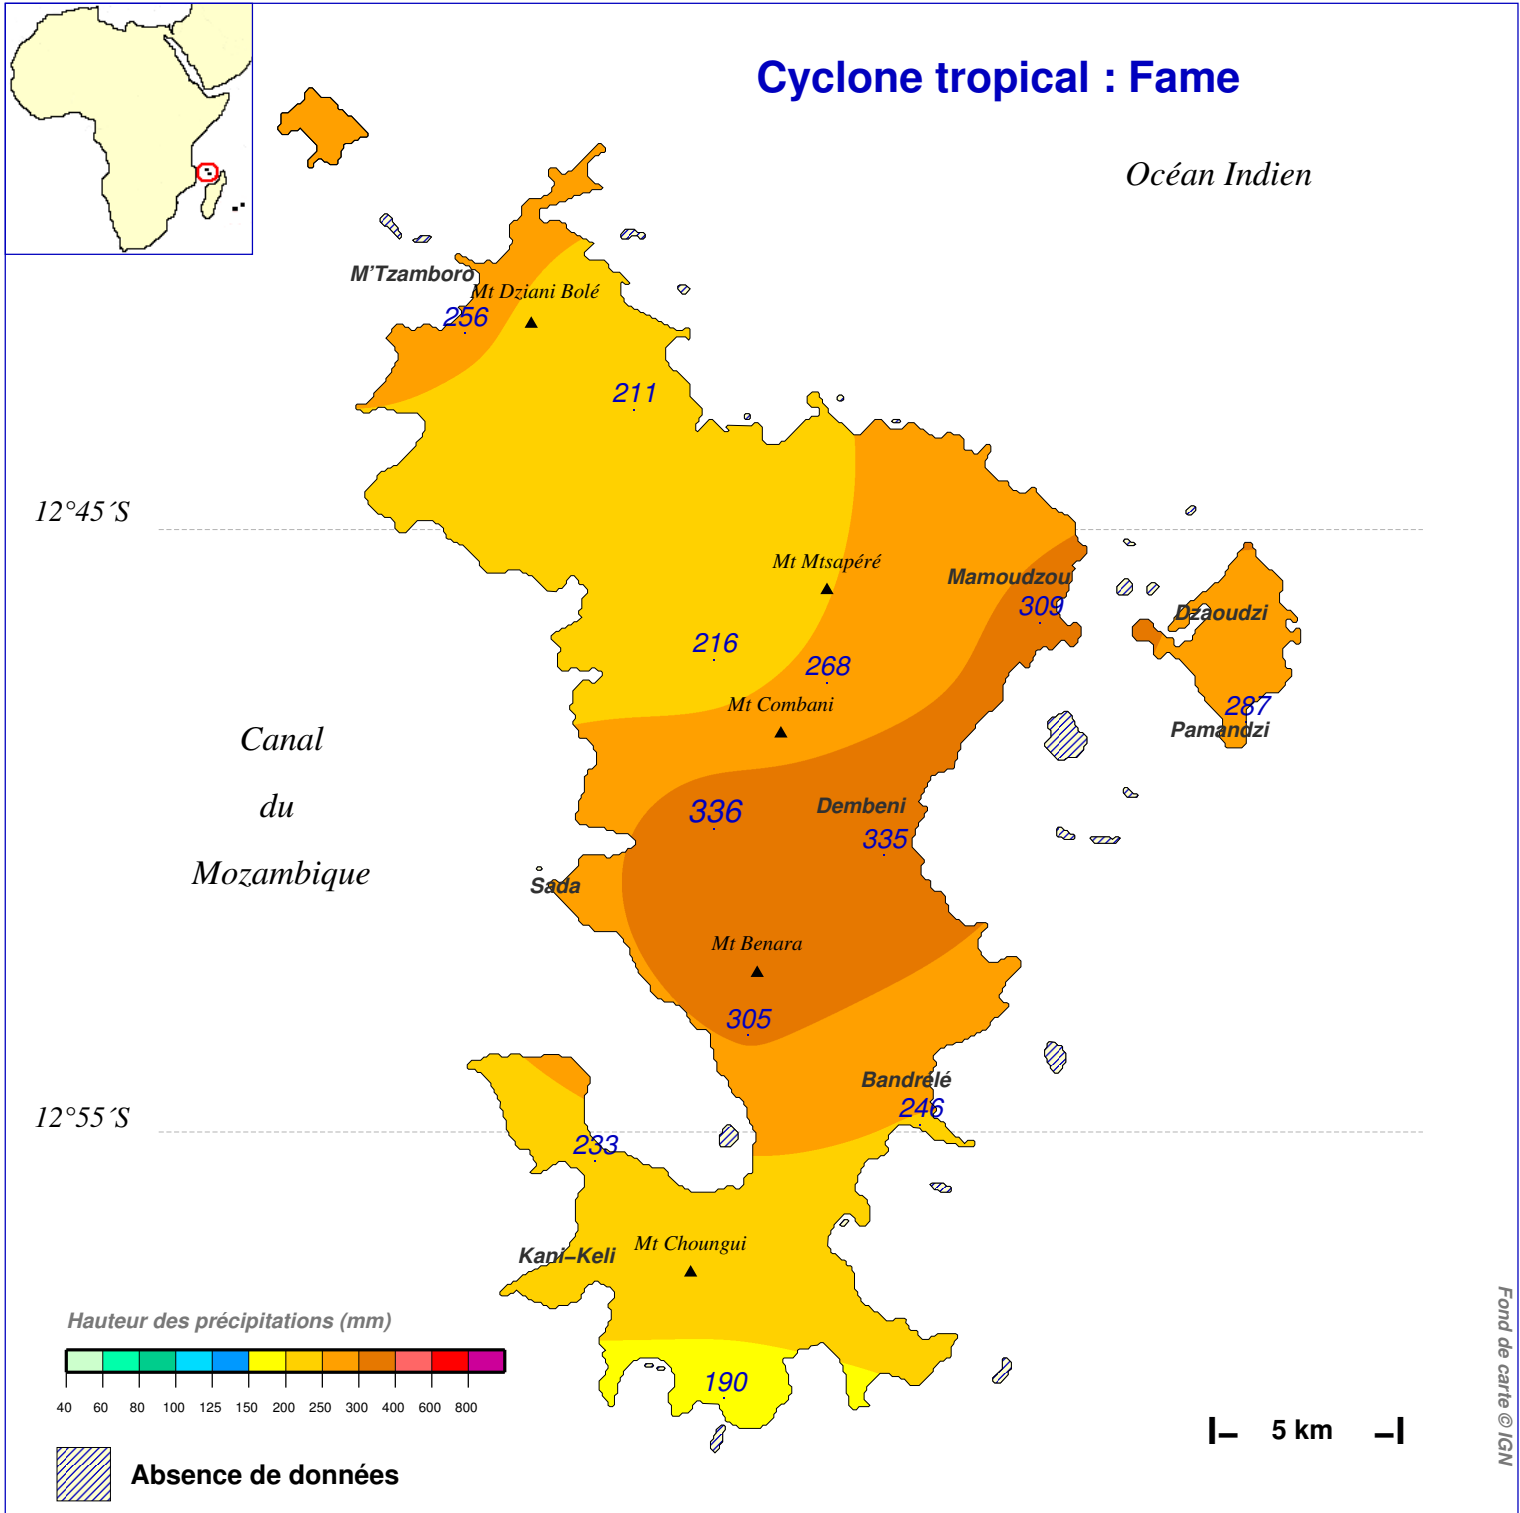 Cyclone tropical : Fame
Océan Indien
M'Tzamboro
Mt Dziani Bolé
256
211
12°45´S
Mt Mtsapéré
Mamoudzou
309
Dzaoudzi
216
268
287
Mt Combani
Pamandzi
Canal
du
Mozambique
336
Dembeni
335
Sada
Mt Benara
305
Bandrélé
246
12°55´S
233
Kani–Keli
Mt Choungui
190
Hauteur des précipitations (mm)
40 60 80 100 125 150 200 250 300 400 600 800
Absence de données
5 km
Fond de carte © IGN